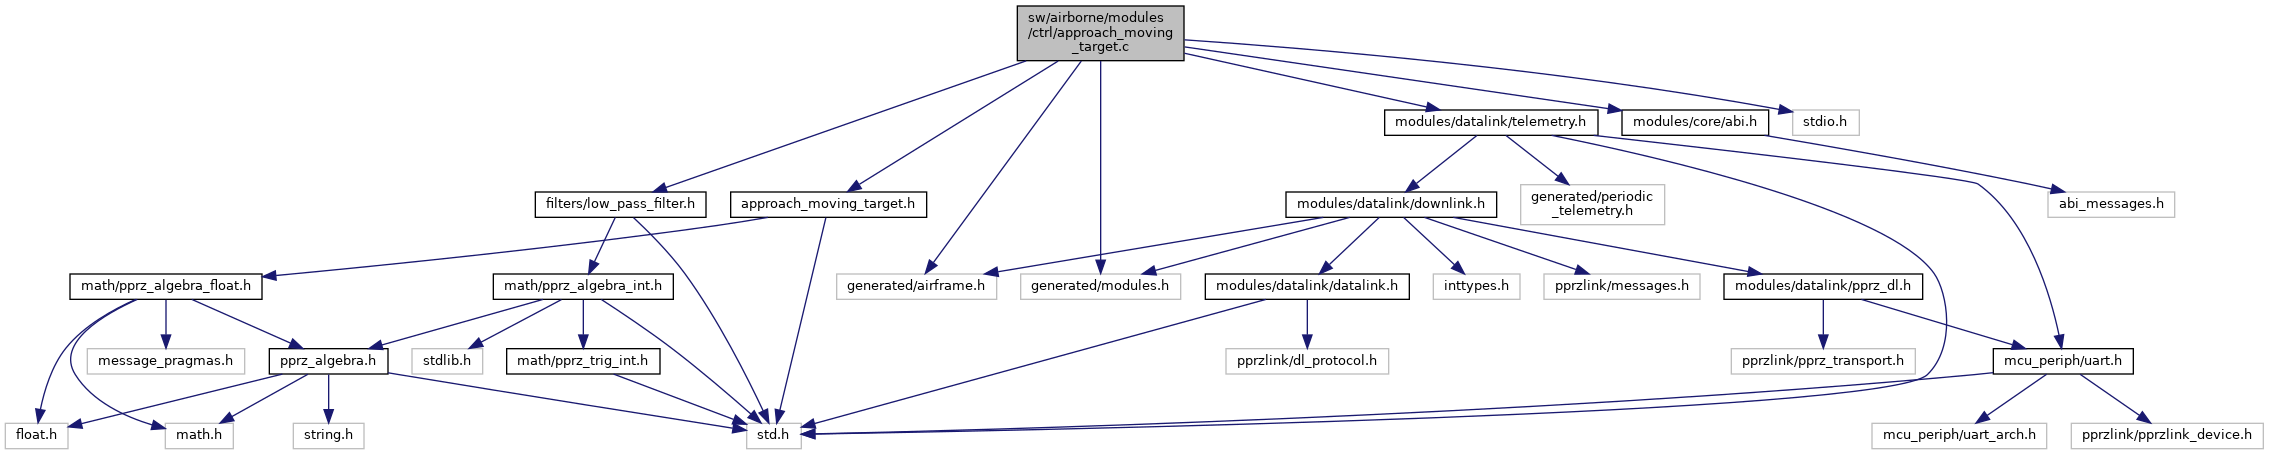 sw/airborne/modules
/ctrl/approach_moving
_target.c
modules/datalink/telemetry.h
modules/core/abi.h
stdio.h
filters/low_pass_filter.h
approach_moving_target.h
modules/datalink/downlink.h
generated/periodic
_telemetry.h
abi_messages.h
math/pprz_algebra_float.h
math/pprz_algebra_int.h
generated/airframe.h
generated/modules.h
modules/datalink/datalink.h
inttypes.h
pprzlink/messages.h
modules/datalink/pprz_dl.h
message_pragmas.h
pprz_algebra.h
stdlib.h
math/pprz_trig_int.h
pprzlink/dl_protocol.h
pprzlink/pprz_transport.h
mcu_periph/uart.h
float.h
math.h
string.h
std.h
mcu_periph/uart_arch.h
pprzlink/pprzlink_device.h